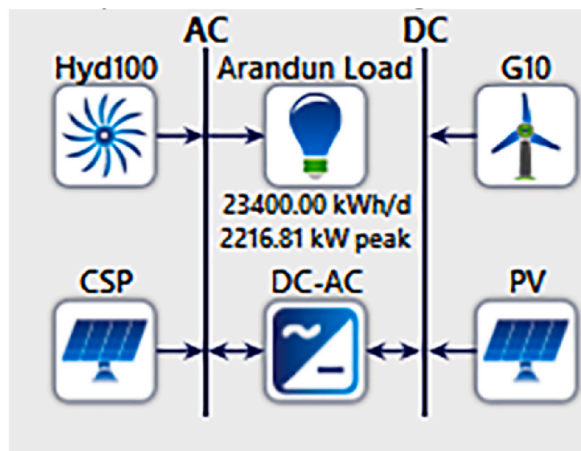 AC DC
Hyd100 Arandun Load G10
23400.00 kWh/d
2216.81 kW peak
CSP DC-AC PV